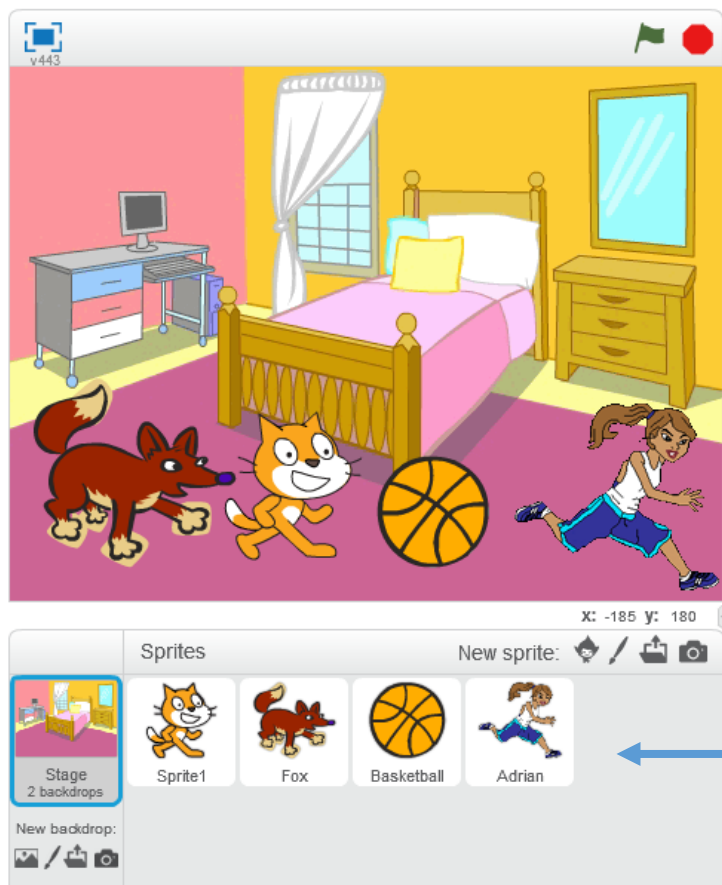 v443
X: -185 y: 180
Sprites
New sprite:
Sprite1
Fox
Basketball
Adrian
Stage
2 backdrops
New backdrop: